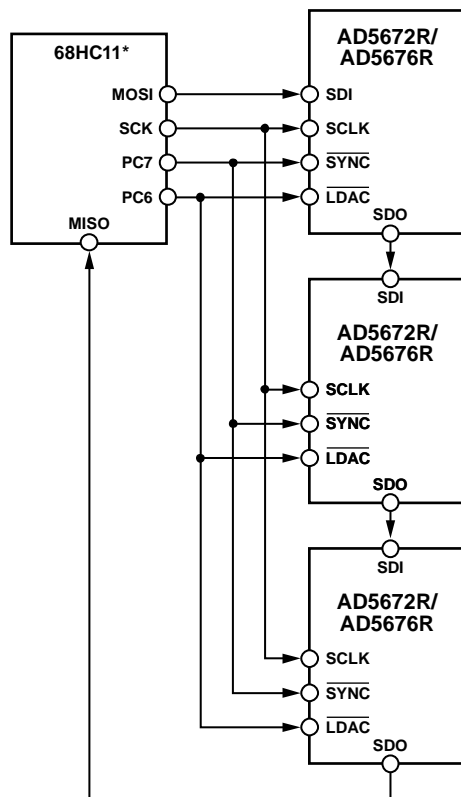 68HC11*
MOSI
SCK
PC7
PC6
MISO
AD5672R/
AD5676R
SDI
SCLK
SYNC
LDAC
SDO
SDI
AD5672R/
AD5676R
SCLK
SYNC
LDAC
SDO
SDI
AD5672R/
AD5676R
SCLK
SYNC
LDAC
SDO